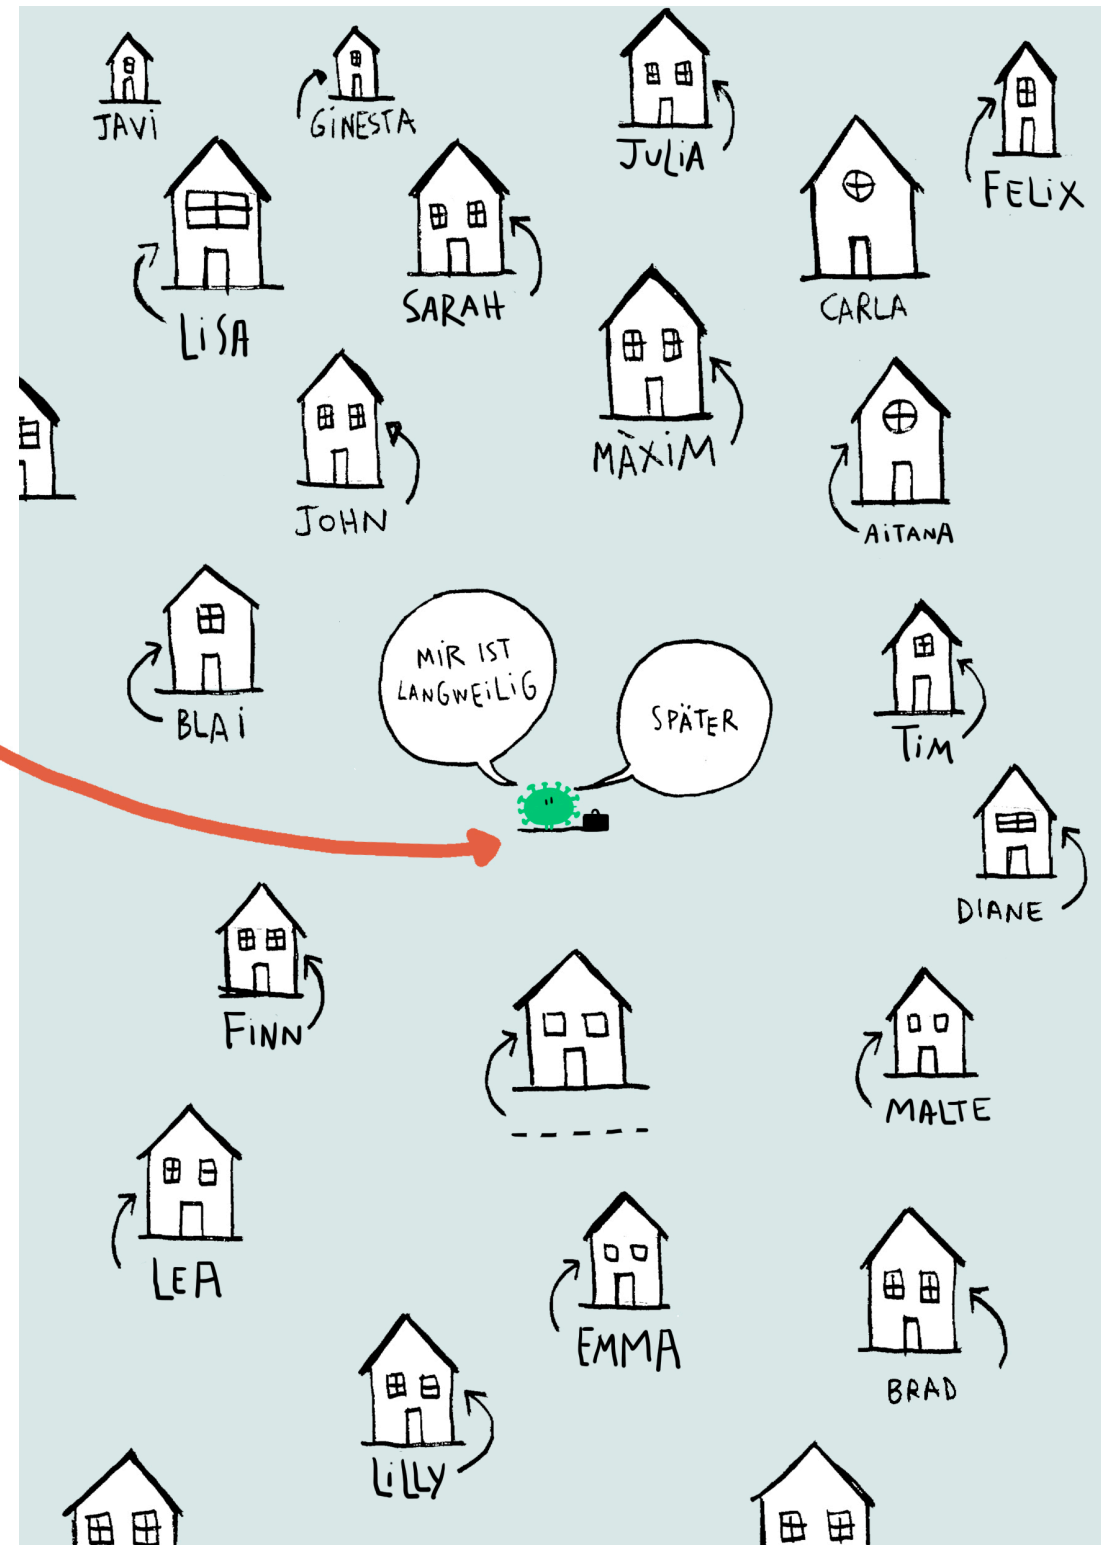 JAVi
GiNESTA
JULiA
FELiX
LiSA
SARAH
CARLA
MÀXiM
JOHN
AiTANA
MiR IST
LANGWEiLiG
SPÄTER
BLAi
TiM
DIANE
FiNN
MALTE
LEA
EMMA
BRAD
LiLLY